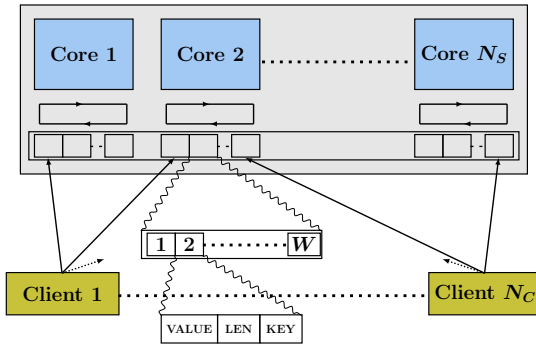 Core 1 Core 2 Core N_S
1 2 W
Client 1 Client N_C
VALUE LEN KEY